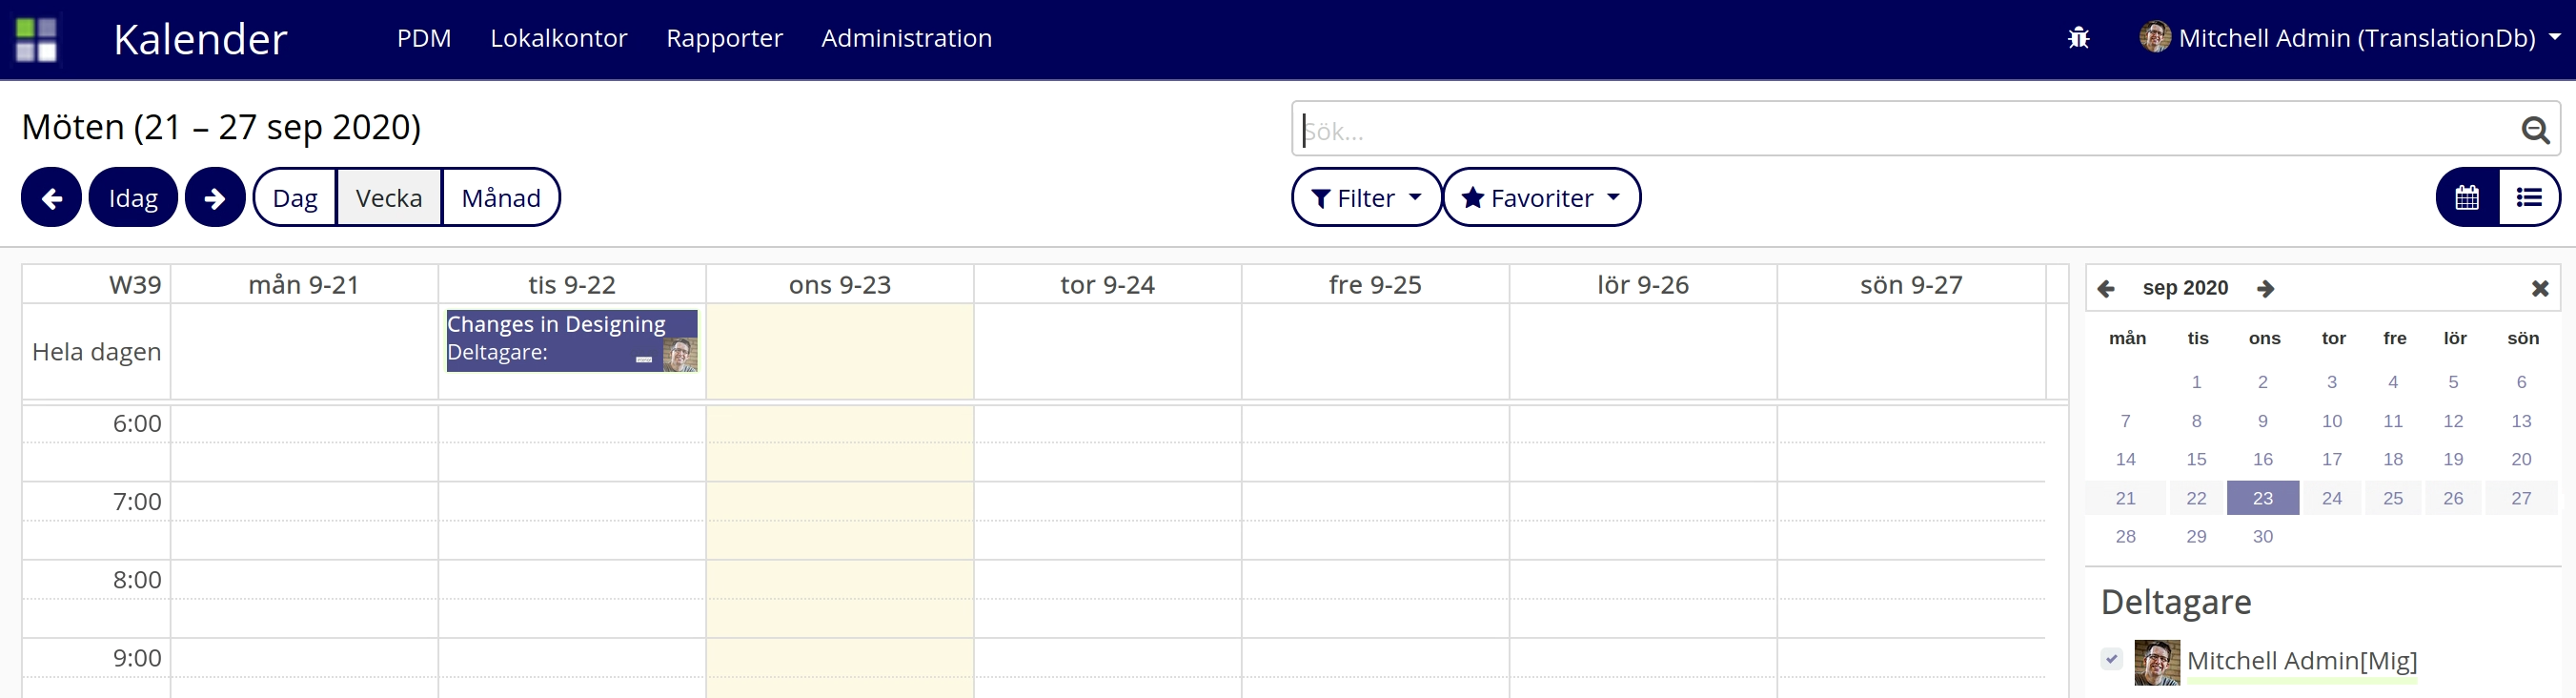 Kalender PDM Lokalkontor Rapporter Administration Mitchell Admin (TranslationDb)
Möten (21 – 27 sep 2020)
Sök...
Idag Dag Vecka Månad Filter Favoriter
W39 mån 9-21 tis 9-22 ons 9-23 tor 9-24 fre 9-25 lör 9-26 sön 9-27
Hela dagen
Changes in Designing
Deltagare:
6:00
7:00
8:00
9:00
sep 2020
mån tis ons tor fre lör sön
1 2 3 4 5 6
7 8 9 10 11 12 13
14 15 16 17 18 19 20
21 22 23 24 25 26 27
28 29 30
Deltagare
Mitchell Admin[Mig]